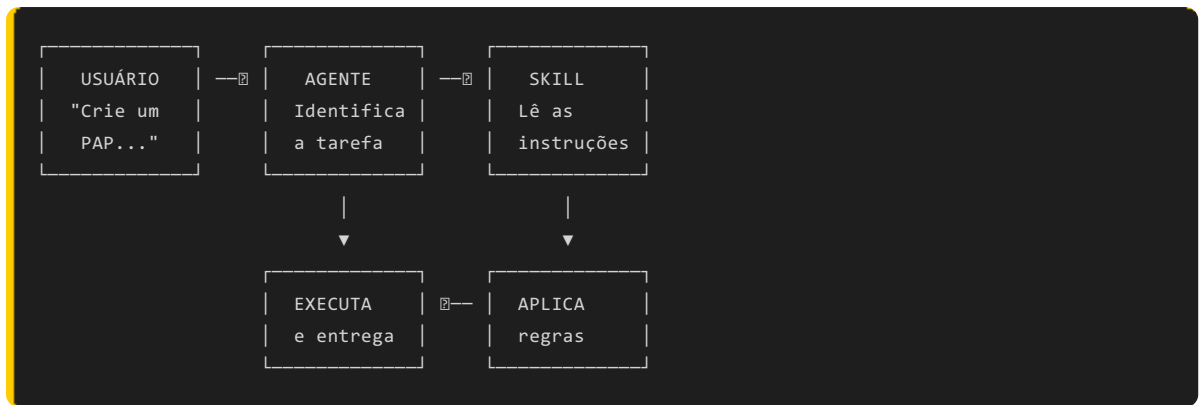 USUÁRIO
"Crie um
PAP..."
AGENTE
Identifica
a tarefa
SKILL
Lê as
instruções
EXECUTA
e entrega
APLICA
regras